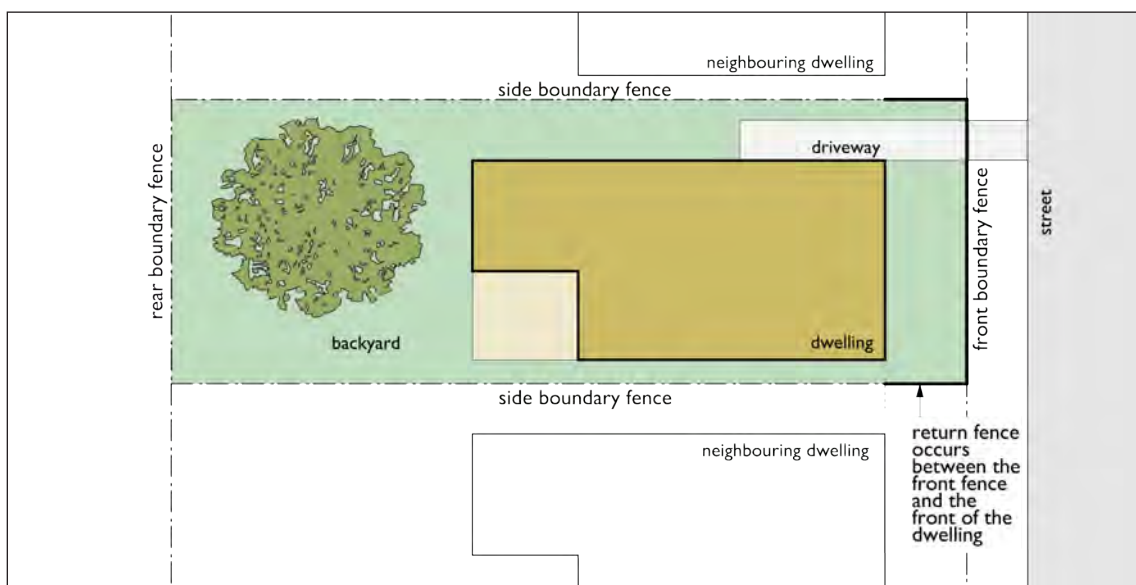 neighbouring dwelling
side boundary fence
driveway
rear boundary fence
front boundary fence
street
backyard
dwelling
side boundary fence
return fence
occurs
between the
front fence
and the
front of the
dwelling
neighbouring dwelling